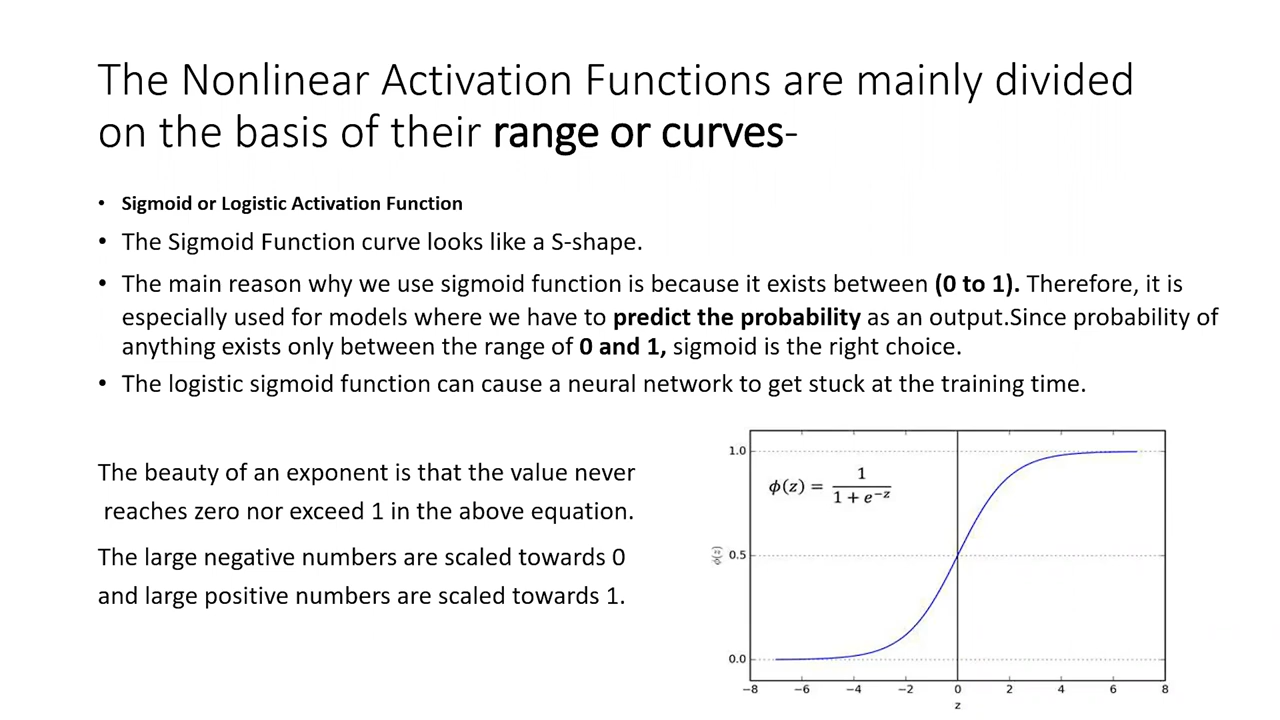 The Nonlinear Activation Functions are mainly divided
on the basis of their range or curves-
• Sigmoid or Logistic Activation Function
• The Sigmoid Function curve looks like a S-shape.
• The main reason why we use sigmoid function is because it exists between (0 to 1). Therefore, it is
especially used for models where we have to predict the probability as an output.Since probability of
anything exists only between the range of 0 and 1, sigmoid is the right choice.
• The logistic sigmoid function can cause a neural network to get stuck at the training time.
The beauty of an exponent is that the value never
reaches zero nor exceed 1 in the above equation.
The large negative numbers are scaled towards 0
and large positive numbers are scaled towards 1.
1.0
ϕ(z) = 1 / 1 + e^−z
ϕ(z)
0.5
0.0
−8 −6 −4 −2 0 2 4 6 8
z